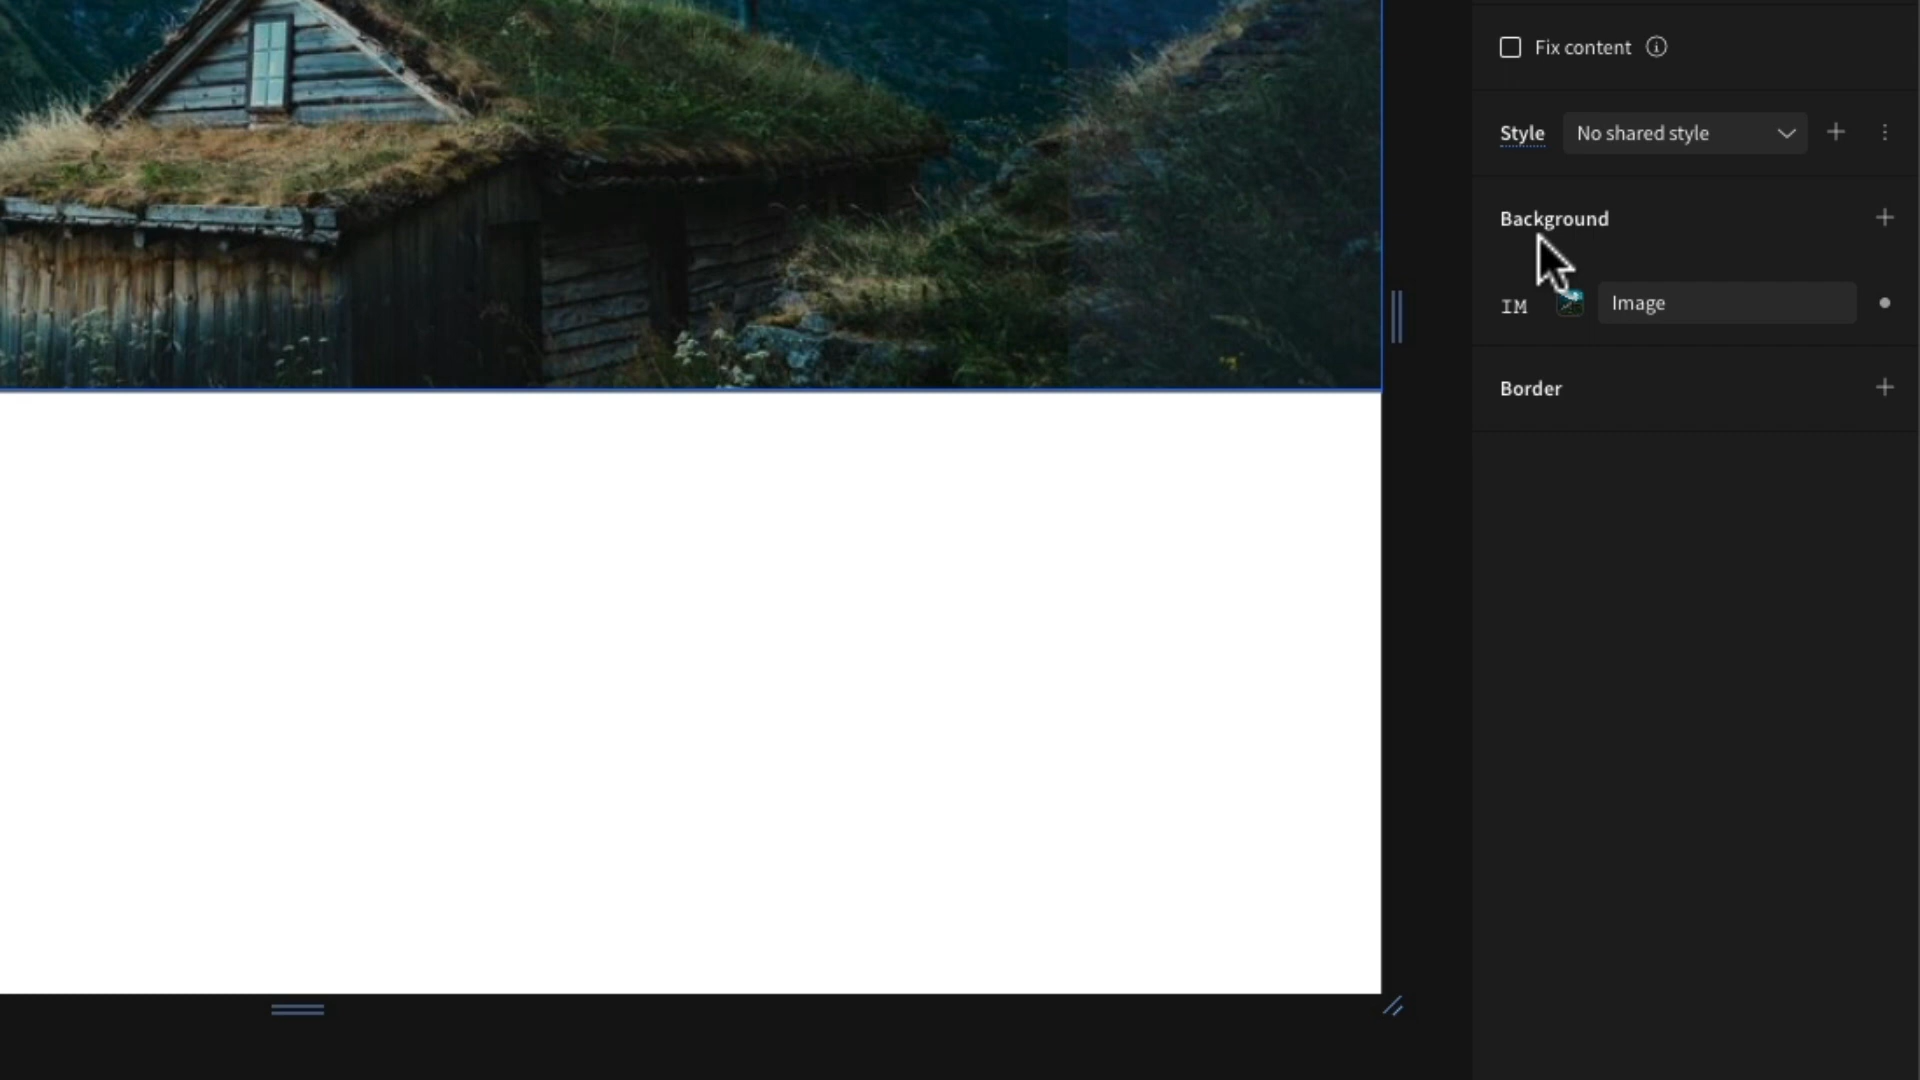 Fix content
Style No shared style
Background
IM Image
Border